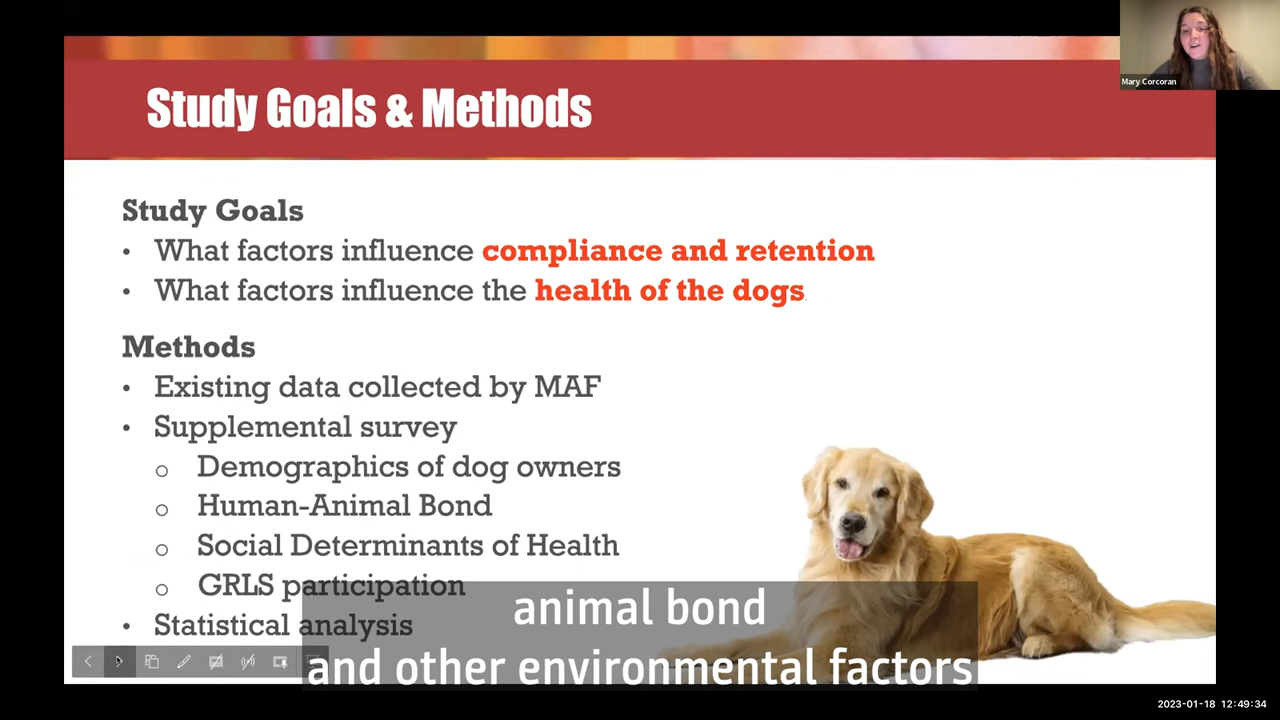 Mary Corcoran
Study Goals & Methods
Study Goals
• What factors influence compliance and retention
• What factors influence the health of the dogs
Methods
• Existing data collected by MAF
• Supplemental survey
o Demographics of dog owners
o Human-Animal Bond
o Social Determinants of Health
o GRLS participation
• Statistical analysis
animal bond
and other environmental factors
2023-01-18 12:49:34